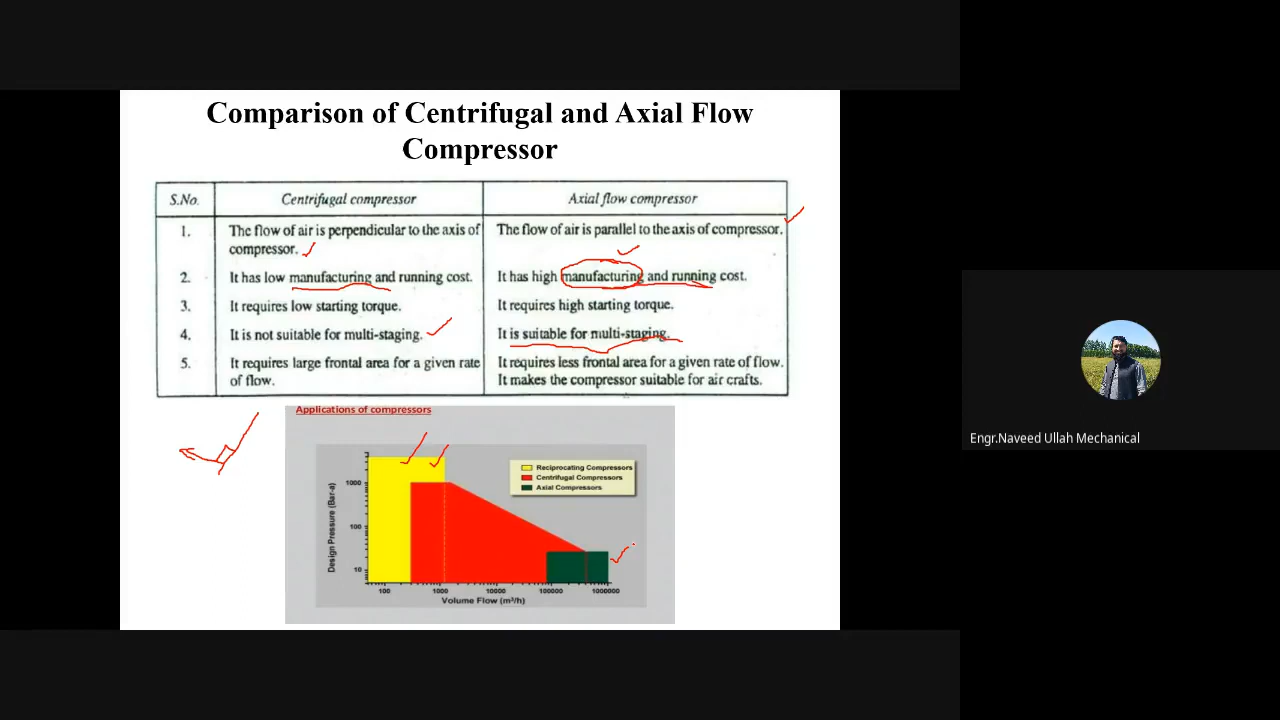 Comparison of Centrifugal and Axial Flow
Compressor
S.No. Centrifugal compressor Axial flow compressor
1. The flow of air is perpendicular to the axis of The flow of air is parallel to the axis of compressor.
compressor.
2. It has low manufacturing and running cost. It has high manufacturing and running cost.
3. It requires low starting torque. It requires high starting torque.
4. It is not suitable for multi-staging. It is suitable for multi-staging.
5. It requires large frontal area for a given rate It requires less frontal area for a given rate of flow.
of flow. It makes the compressor suitable for air crafts.
Applications of compressors
Reciprocating Compressors
Centrifugal Compressors
Axial Compressors
Design Pressure (Bar-a)
1000
100
10
100 1000 10000 100000 1000000
Volume Flow (m³/h)
Engr.Naveed Ullah Mechanical